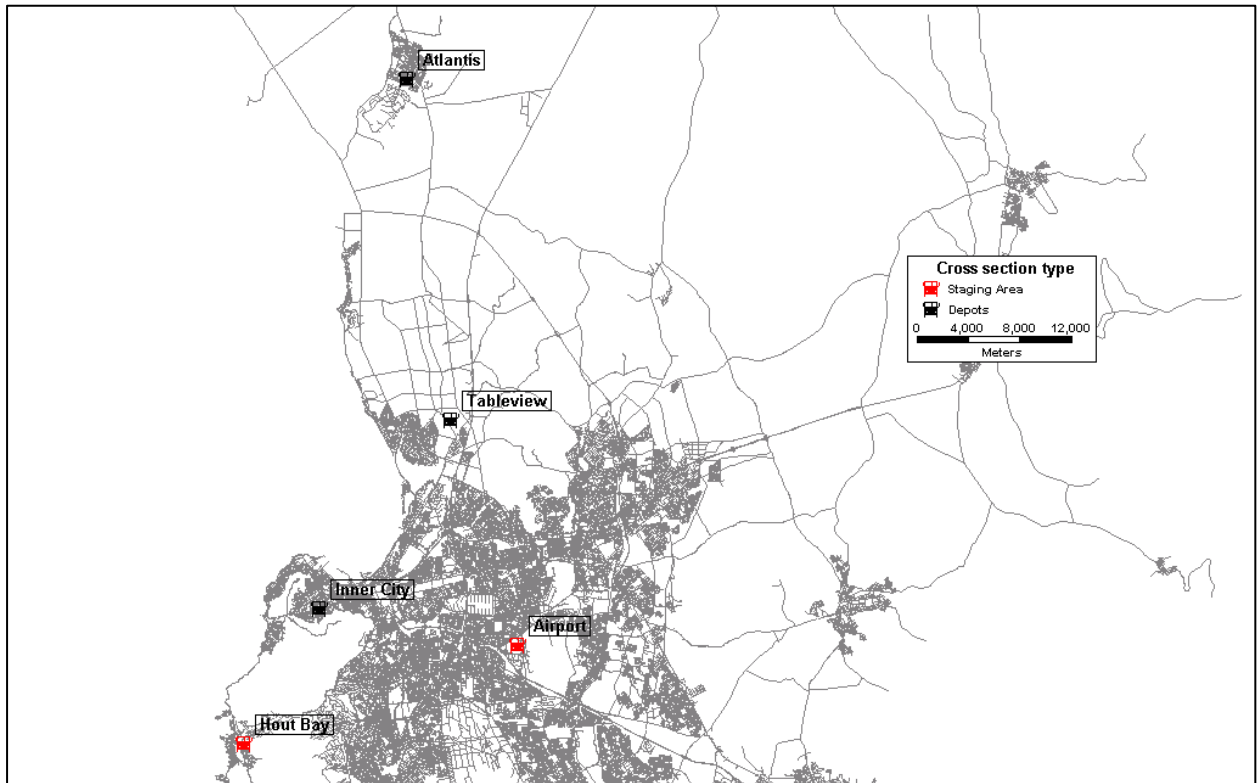 Atlantis
Cross section type
Staging Area
Depots
0 4,000 8,000 12,000
Meters
Tableview
Inner City
Airport
Hout Bay